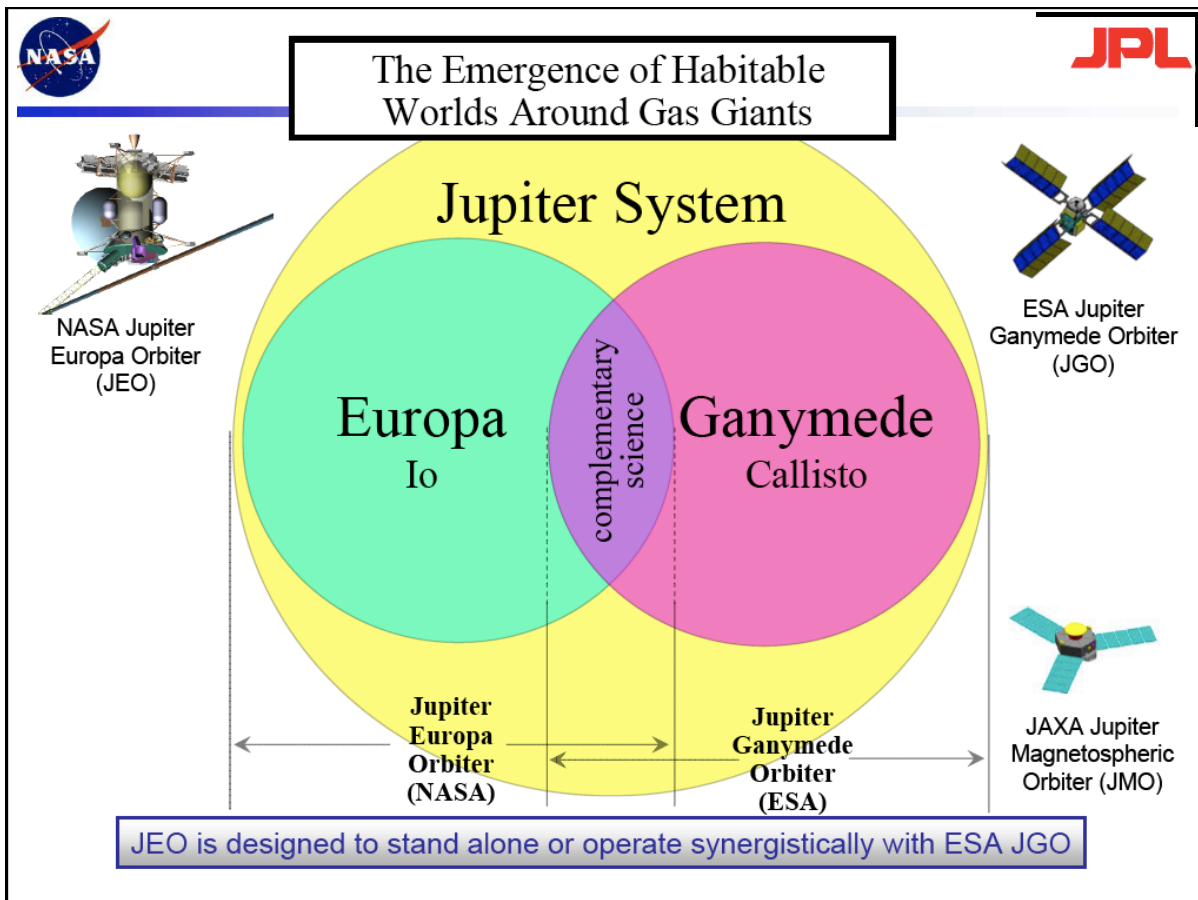 NASA
JPL
The Emergence of Habitable
Worlds Around Gas Giants
Jupiter System
NASA Jupiter
Europa Orbiter
(JEO)
ESA Jupiter
Ganymede Orbiter
(JGO)
Europa
Io
complementary
science
Ganymede
Callisto
Jupiter
Europa
Orbiter
(NASA)
Jupiter
Ganymede
Orbiter
(ESA)
JAXA Jupiter
Magnetospheric
Orbiter (JMO)
JEO is designed to stand alone or operate synergistically with ESA JGO